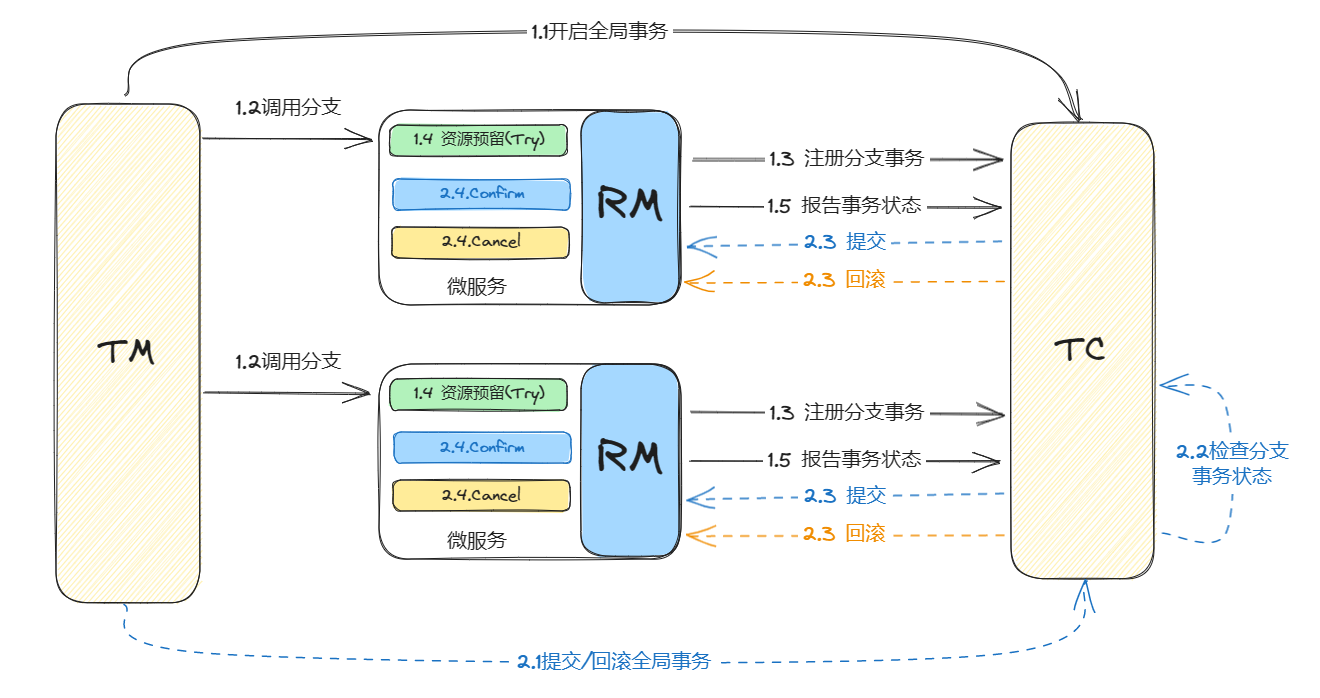 1.1开启全局事务
TM
1.2调用分支
1.4 资源预留(Try)
2.4.Confirm
2.4.Cancel
微服务
RM
1.3 注册分支事务
1.5 报告事务状态
2.3 提交
2.3 回滚
1.2调用分支
1.4 资源预留(Try)
2.4.Confirm
2.4.Cancel
微服务
RM
1.3 注册分支事务
1.5 报告事务状态
2.3 提交
2.3 回滚
TC
2.2检查分支
事务状态
2.1提交/回滚全局事务